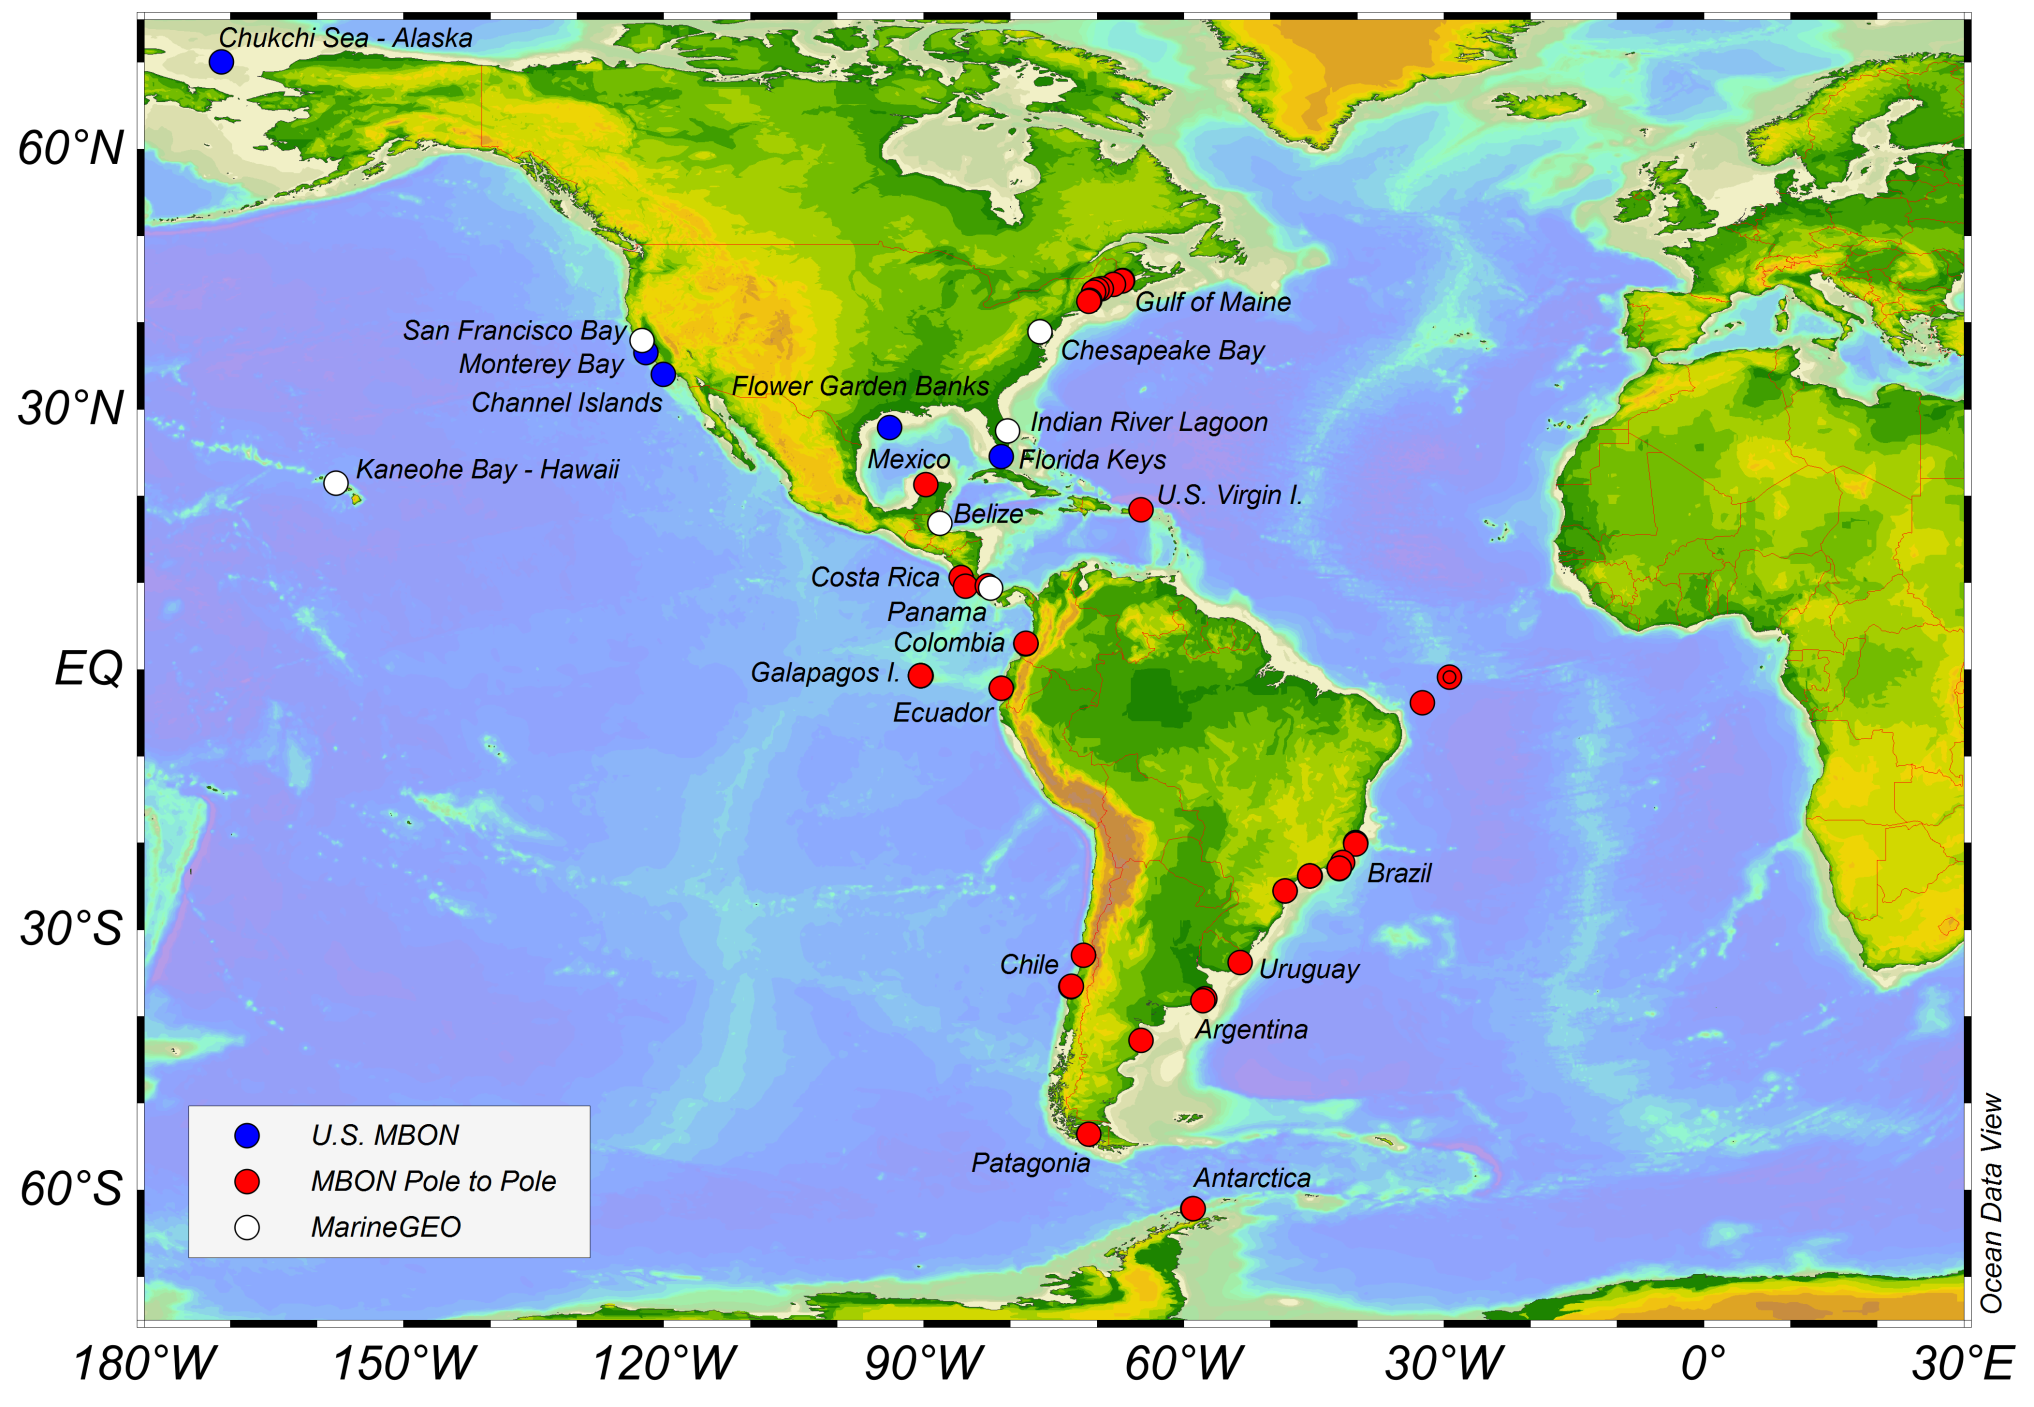 Chukchi Sea - Alaska
60°N
Gulf of Maine
San Francisco Bay
Chesapeake Bay
Monterey Bay
Flower Garden Banks
Channel Islands
30°N
Indian River Lagoon
Mexico
Florida Keys
Kaneohe Bay - Hawaii
U.S. Virgin I.
Belize
Costa Rica
Panama
Colombia
EQ
Galapagos I.
Ecuador
Brazil
30°S
Chile
Uruguay
Argentina
U.S. MBON
Patagonia
Antarctica
60°S
MBON Pole to Pole
MarineGEO
Ocean Data View
180°W
150°W
120°W
90°W
60°W
30°W
0°
30°E